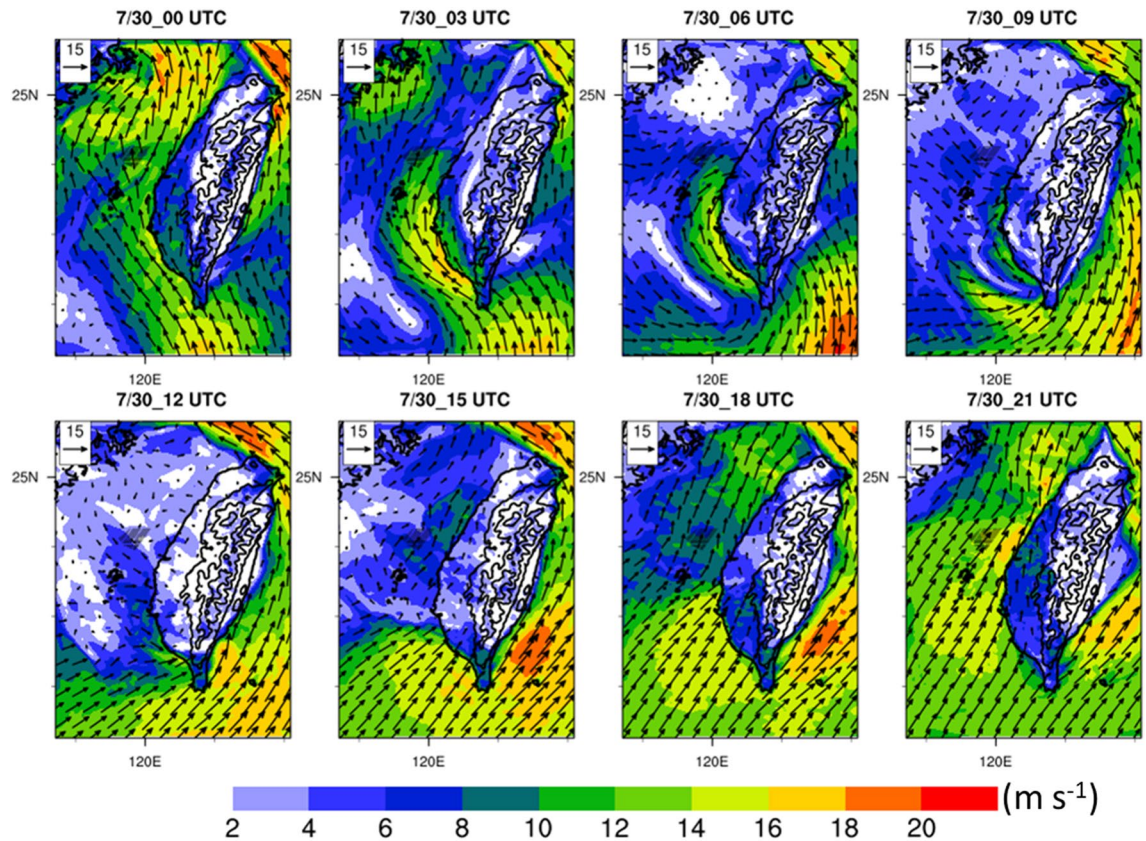 7/30_00 UTC 7/30_03 UTC 7/30_06 UTC 7/30_09 UTC
15 15 15 15
25N 25N 25N 25N
120E 120E 120E 120E
7/30_12 UTC 7/30_15 UTC 7/30_18 UTC 7/30_21 UTC
15 15 15 15
25N 25N 25N 25N
120E 120E 120E 120E
(m s-1)
2 4 6 8 10 12 14 16 18 20